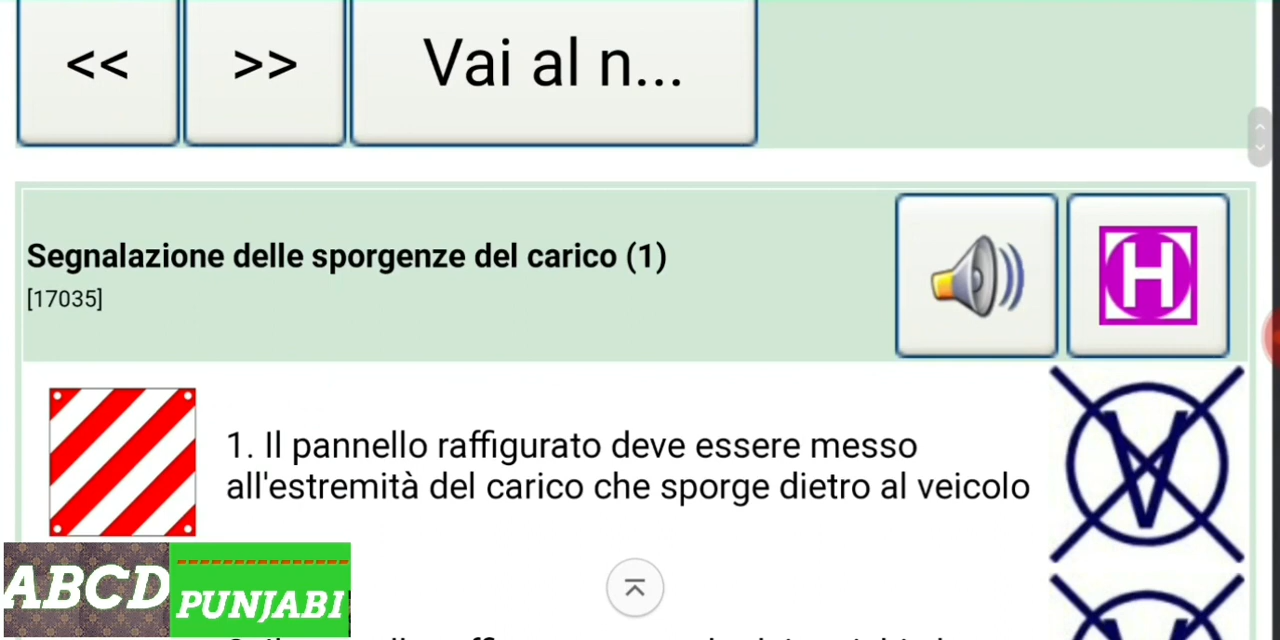 <<
>>
Vai al n...
Segnalazione delle sporgenze del carico (1)
[17035]
H
1. Il pannello raffigurato deve essere messo
all'estremità del carico che sporge dietro al veicolo
V
ABCD
PUNJABI